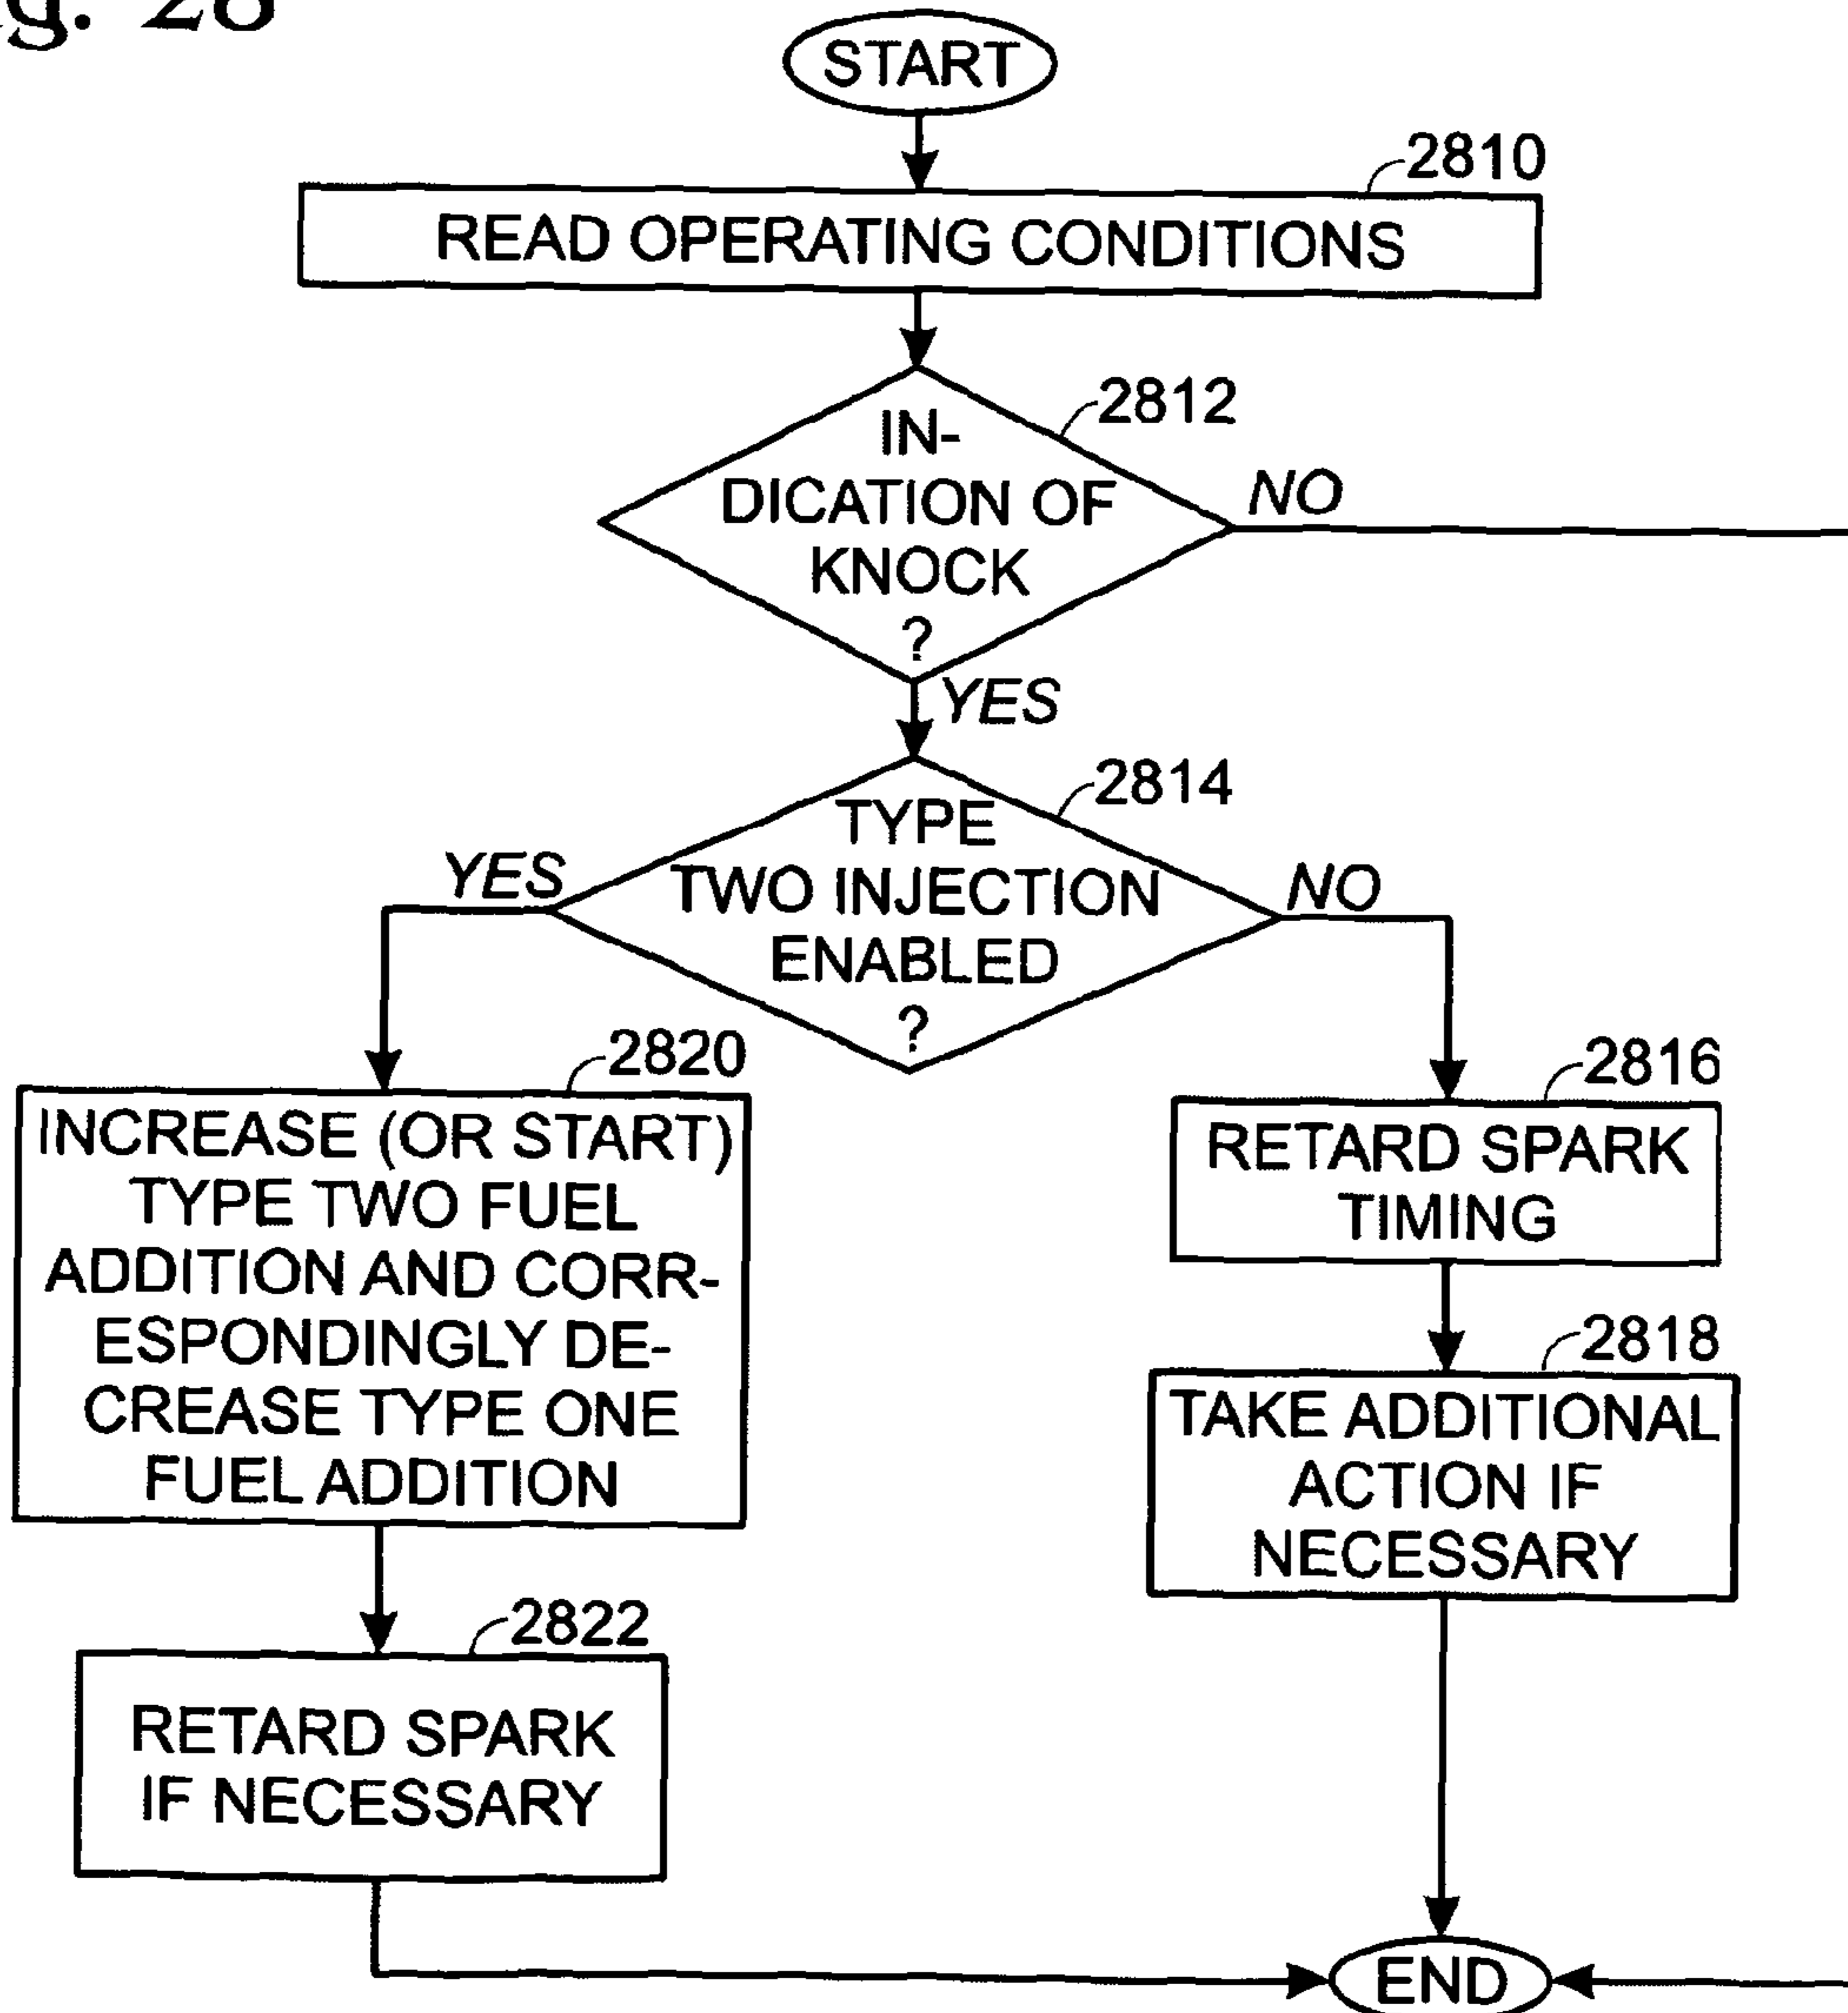 g. 28
START
2810
READ OPERATING CONDITIONS
2812
IN-
DICATION OF
KNOCK
?
NO
YES
2814
TYPE
TWO INJECTION
ENABLED
?
YES
NO
2820
INCREASE (OR START)
TYPE TWO FUEL
ADDITION AND CORR-
ESPONDINGLY DE-
CREASE TYPE ONE
FUEL ADDITION
2816
RETARD SPARK
TIMING
2818
TAKE ADDITIONAL
ACTION IF
NECESSARY
2822
RETARD SPARK
IF NECESSARY
END